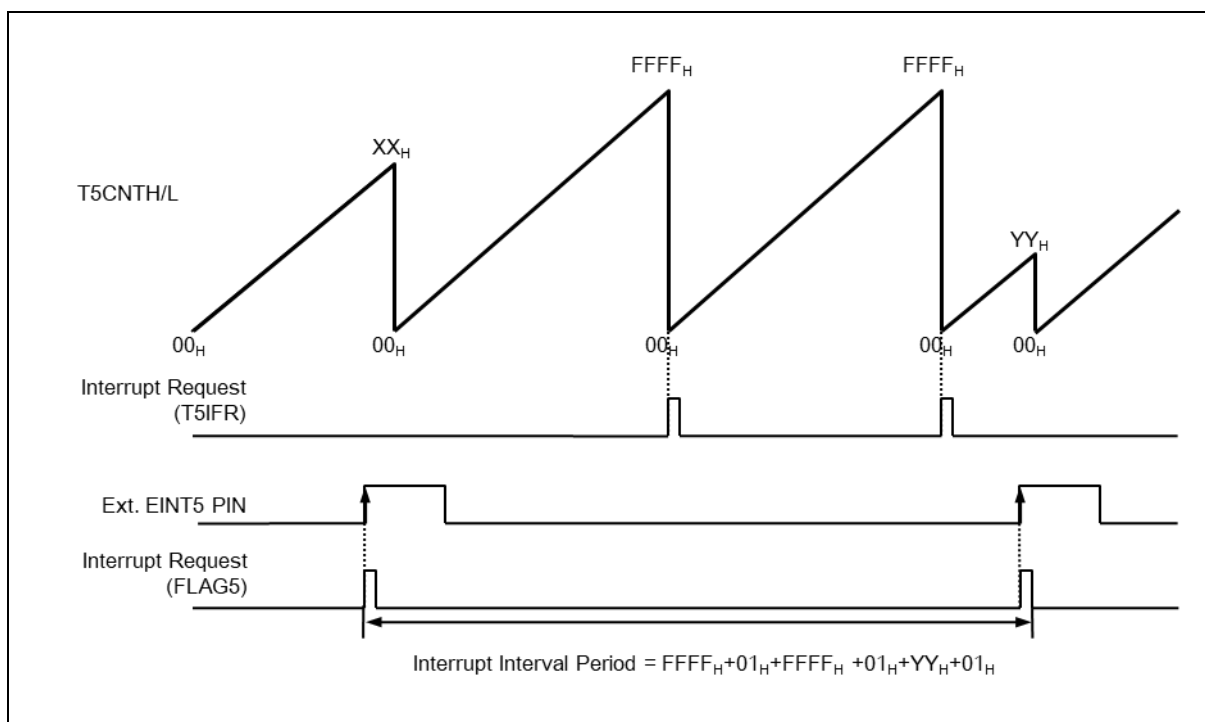 FFFFH FFFFH
XXH
T5CNTH/L
YYH
00H 00H 00H 00H 00H
Interrupt Request
(T5IFR)
Ext. EINT5 PIN
Interrupt Request
(FLAG5)
Interrupt Interval Period = FFFFH+01H+FFFFH +01H+YYH+01H